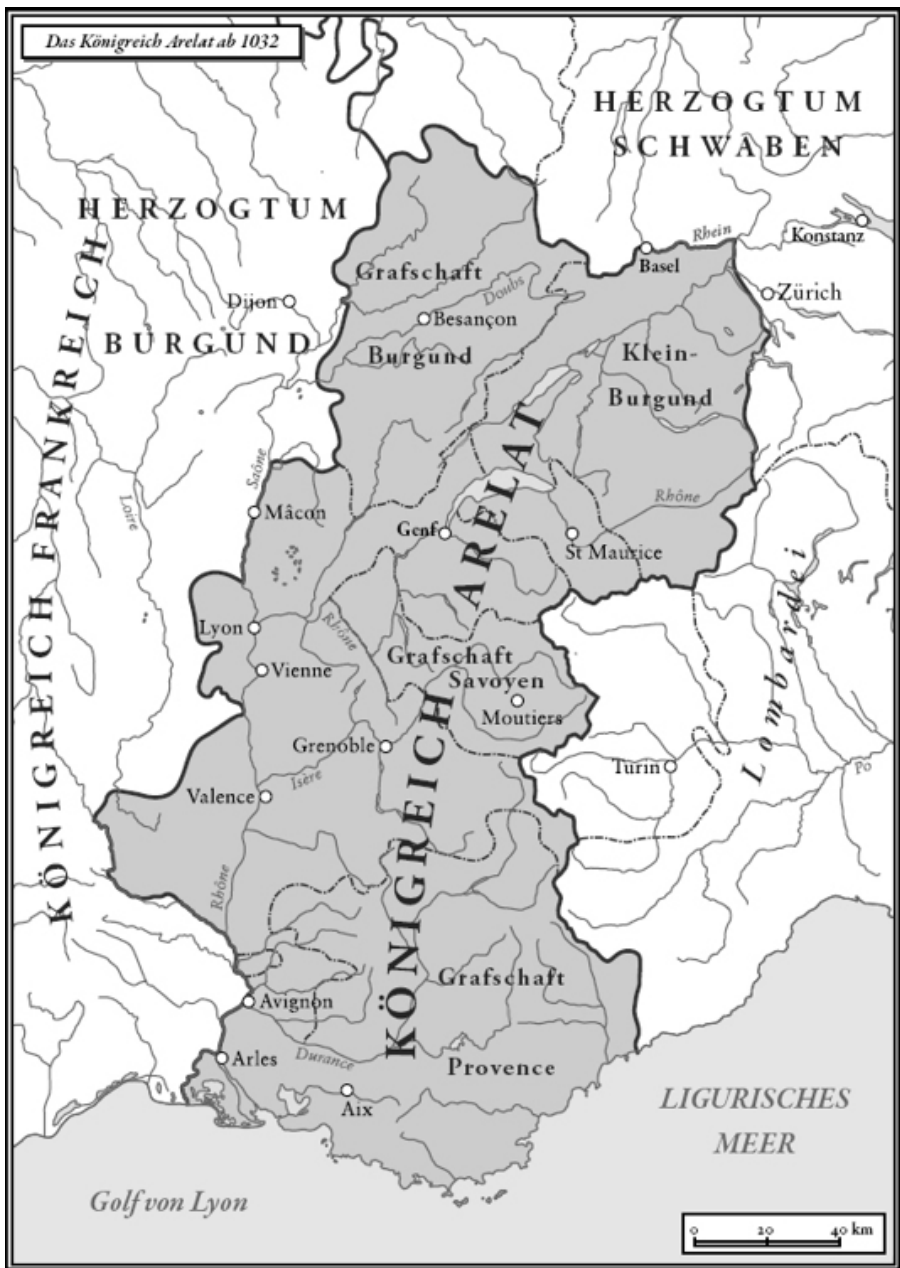 Das Königreich Arelat ab 1032
HERZOGTUM
SCHWABEN
HERZOGTUM
BURGUND
KÖNIGREICH FRANKREICH
Rhein
Konstanz
Basel
Zürich
Grafschaft
Burgund
Doubs
Dijon
Besançon
Klein-
Burgund
KÖNIGREICH ARELAT
Saône
Loire
Mâcon
Genf
Rhône
St Maurice
Lombardei
Lyon
Rhône
Vienne
Grafschaft
Savoyen
Moutiers
Grenoble
Isère
Valence
Turin
Po
Rhône
Grafschaft
Provence
Avignon
Arles
Durance
Aix
LIGURISCHES
MEER
Golf von Lyon
0 20 40 km